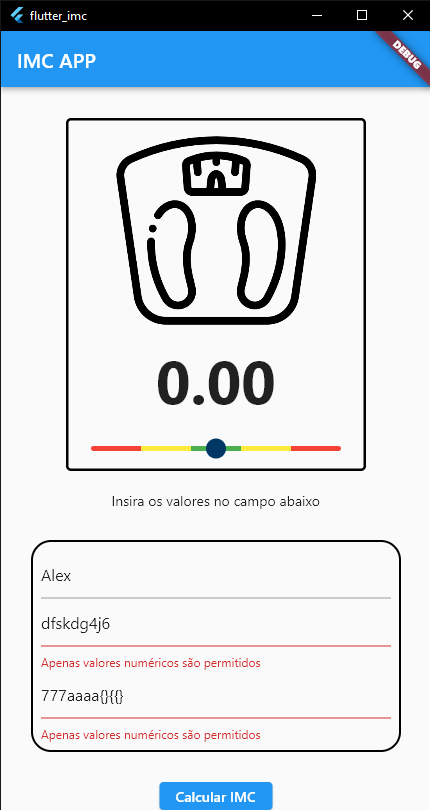 flutter_imc
IMC APP
DEBUG
0.00
Insira os valores no campo abaixo
Alex
dfskdg4j6
Apenas valores numéricos são permitidos
777aaaa{}{{}
Apenas valores numéricos são permitidos
Calcular IMC